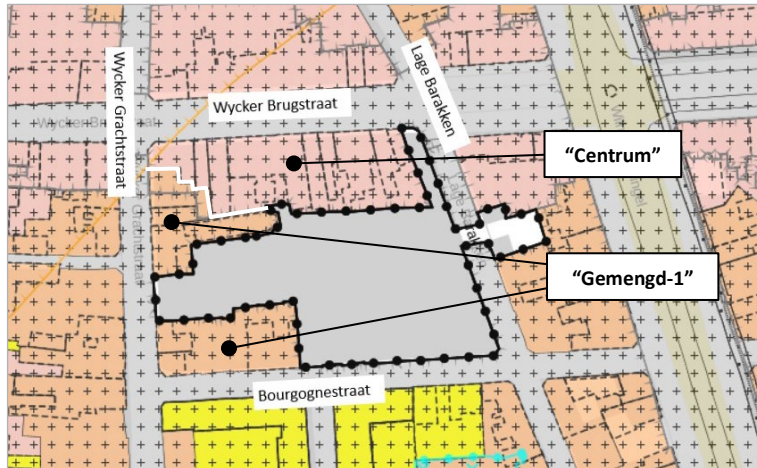 Wycker Grachtstraat
Wycker Brugstraat
Lage Barakken
“Centrum”
“Gemengd-1”
Bourgognestraat